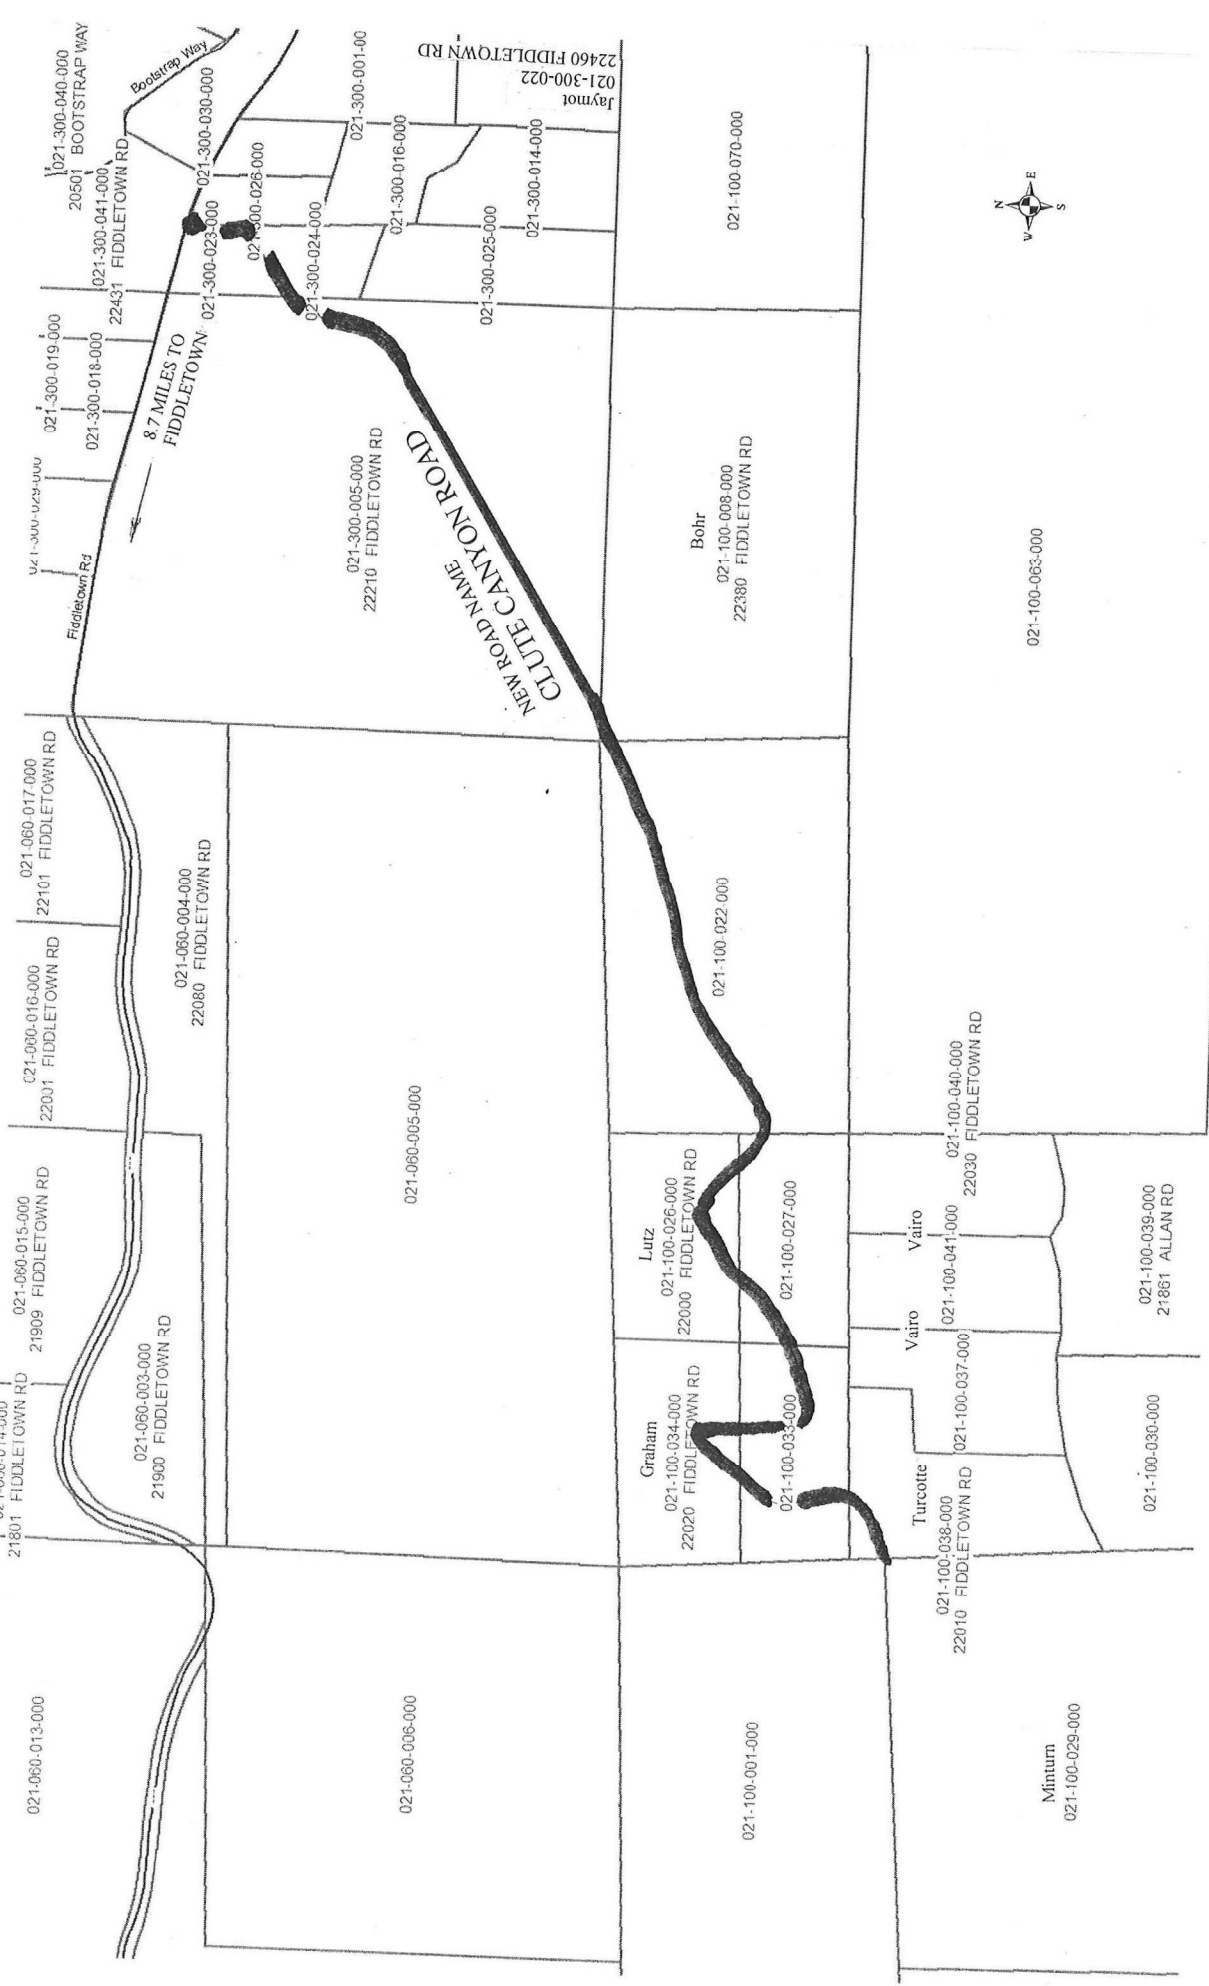 021-300-040-000
20501 BOOTSTRAP WAY
Bootstrap Way
021-300-041-000
22431 FIDDLETOWN RD
021-300-030-000
021-300-001-00
Jaymot
021-300-022
22460 FIDDLETOWN RD
021-300-026-000
021-300-016-000
021-300-014-000
021-300-023-000
021-300-024-000
021-300-025-000
021-100-070-000
N
E
S
W
021-300-019-000
021-300-018-000
8.7 MILES TO
FIDDLETOWN
021-300-029-000
Fiddletown Rd
021-300-005-000
22210 FIDDLETOWN RD
NEW ROAD NAME
CLUTE CANYON ROAD
Bohr
021-100-008-000
22380 FIDDLETOWN RD
021-100-063-000
021-060-017-000
22101 FIDDLETOWN RD
021-060-016-000
22001 FIDDLETOWN RD
021-060-004-000
22080 FIDDLETOWN RD
021-100-022-000
021-060-005-000
021-060-015-000
21909 FIDDLETOWN RD
021-060-003-000
21900 FIDDLETOWN RD
21801 FIDDLETOWN RD
Lutz
021-100-026-000
22000 FIDDLETOWN RD
021-100-027-000
021-100-040-000
22030 FIDDLETOWN RD
Vairo
021-100-041-000
021-100-039-000
21861 ALLAN RD
Vairo
021-100-037-000
Graham
021-100-034-000
22020 FIDDLETOWN RD
021-100-033-000
Turcotte
021-100-038-000
22010 FIDDLETOWN RD
021-100-030-000
021-060-013-000
021-060-006-000
021-100-001-000
Minturn
021-100-029-000